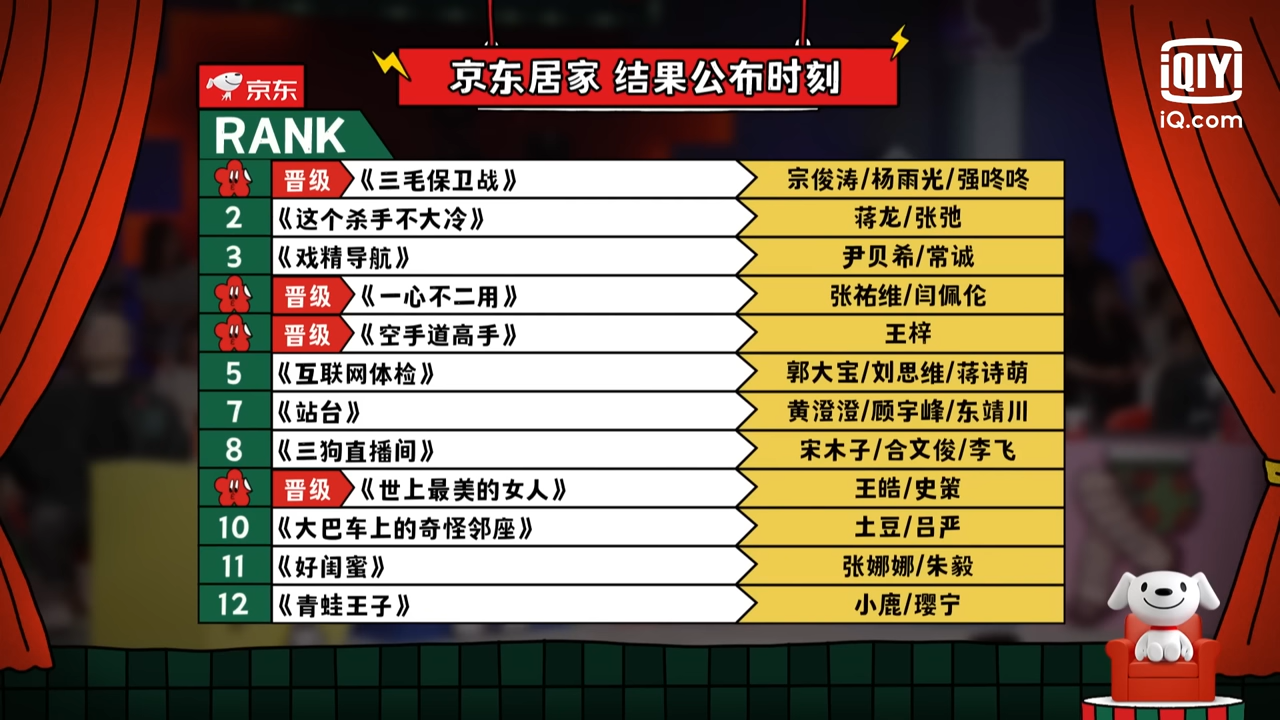 京东居家 结果公布时刻
iQIYI
iQ.com
京东
RANK
晋级 《三毛保卫战》 宗俊涛/杨雨光/强咚咚
2 《这个杀手不大冷》 蒋龙/张弛
3 《戏精导航》 尹贝希/常诚
晋级 《一心不二用》 张祐维/闫佩伦
晋级 《空手道高手》 王梓
5 《互联网体检》 郭大宝/刘思维/蒋诗萌
7 《站台》 黄澄澄/顾宇峰/东靖川
8 《三狗直播间》 宋木子/合文俊/李飞
晋级 《世上最美的女人》 王皓/史策
10 《大巴车上的奇怪邻座》 土豆/吕严
11 《好闺蜜》 张娜娜/朱毅
12 《青蛙王子》 小鹿/璎宁